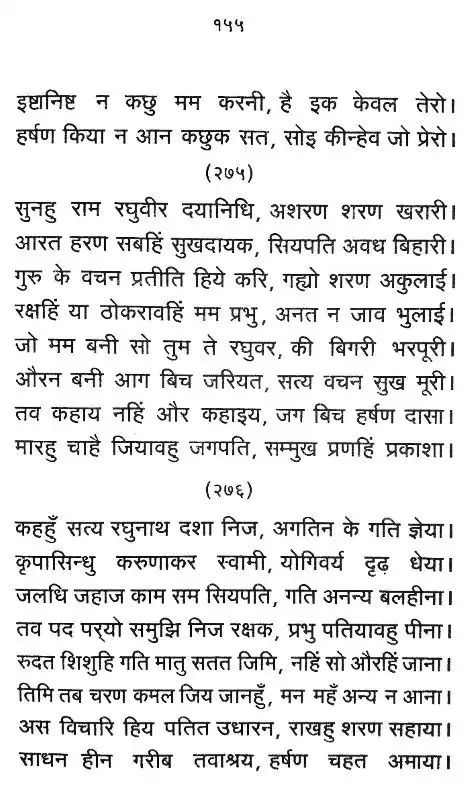 १५५
इष्टानिष्ट न कछु मम करनी, है इक केवल तेरो।
हर्षण किया न आन कछुक सत, सोइ कीन्हेव जो प्रेरो।
(२७५)
सुनहु राम रघुवीर दयानिधि, अशरण शरण खरारी।
आरत हरण सबहिं सुखदायक, सियपति अवध बिहारी।
गुरु के वचन प्रतीति हिये करि, गह्यो शरण अकुलाई।
रक्षहिं या ठोकरावहिं मम प्रभु, अनत न जाव भुलाई।
जो मम बनी सो तुम ते रघुवर, की बिगरी भरपूरी।
औरन बनी आग बिच जरियत, सत्य वचन सुख मूरी।
तव कहाय नहिं और कहाइय, जग बिच हर्षण दासा।
मारहु चाहै जियावहु जगपति, सम्मुख प्रणहिं प्रकाशा।
(२७६)
कहहुँ सत्य रघुनाथ दशा निज, अगतिन के गति ज्ञेया।
कृपासिन्धु करुणाकर स्वामी, योगिवर्य दृढ़ धेया।
जलधि जहाज काम सम सियपति, गति अनन्य बलहीना।
तव पद पर्‌यो समुझि निज रक्षक, प्रभु पतियावहु पीना।
रुदत शिशुहि गति मातु सतत जिमि, नहिं सो औरहिं जाना।
तिमि तब चरण कमल जिय जानहुँ, मन महँ अन्य न आना।
अस विचारि हिय पतित उधारन, राखहु शरण सहाया।
साधन हीन गरीब तवाश्रय, हर्षण चहत अमाया।